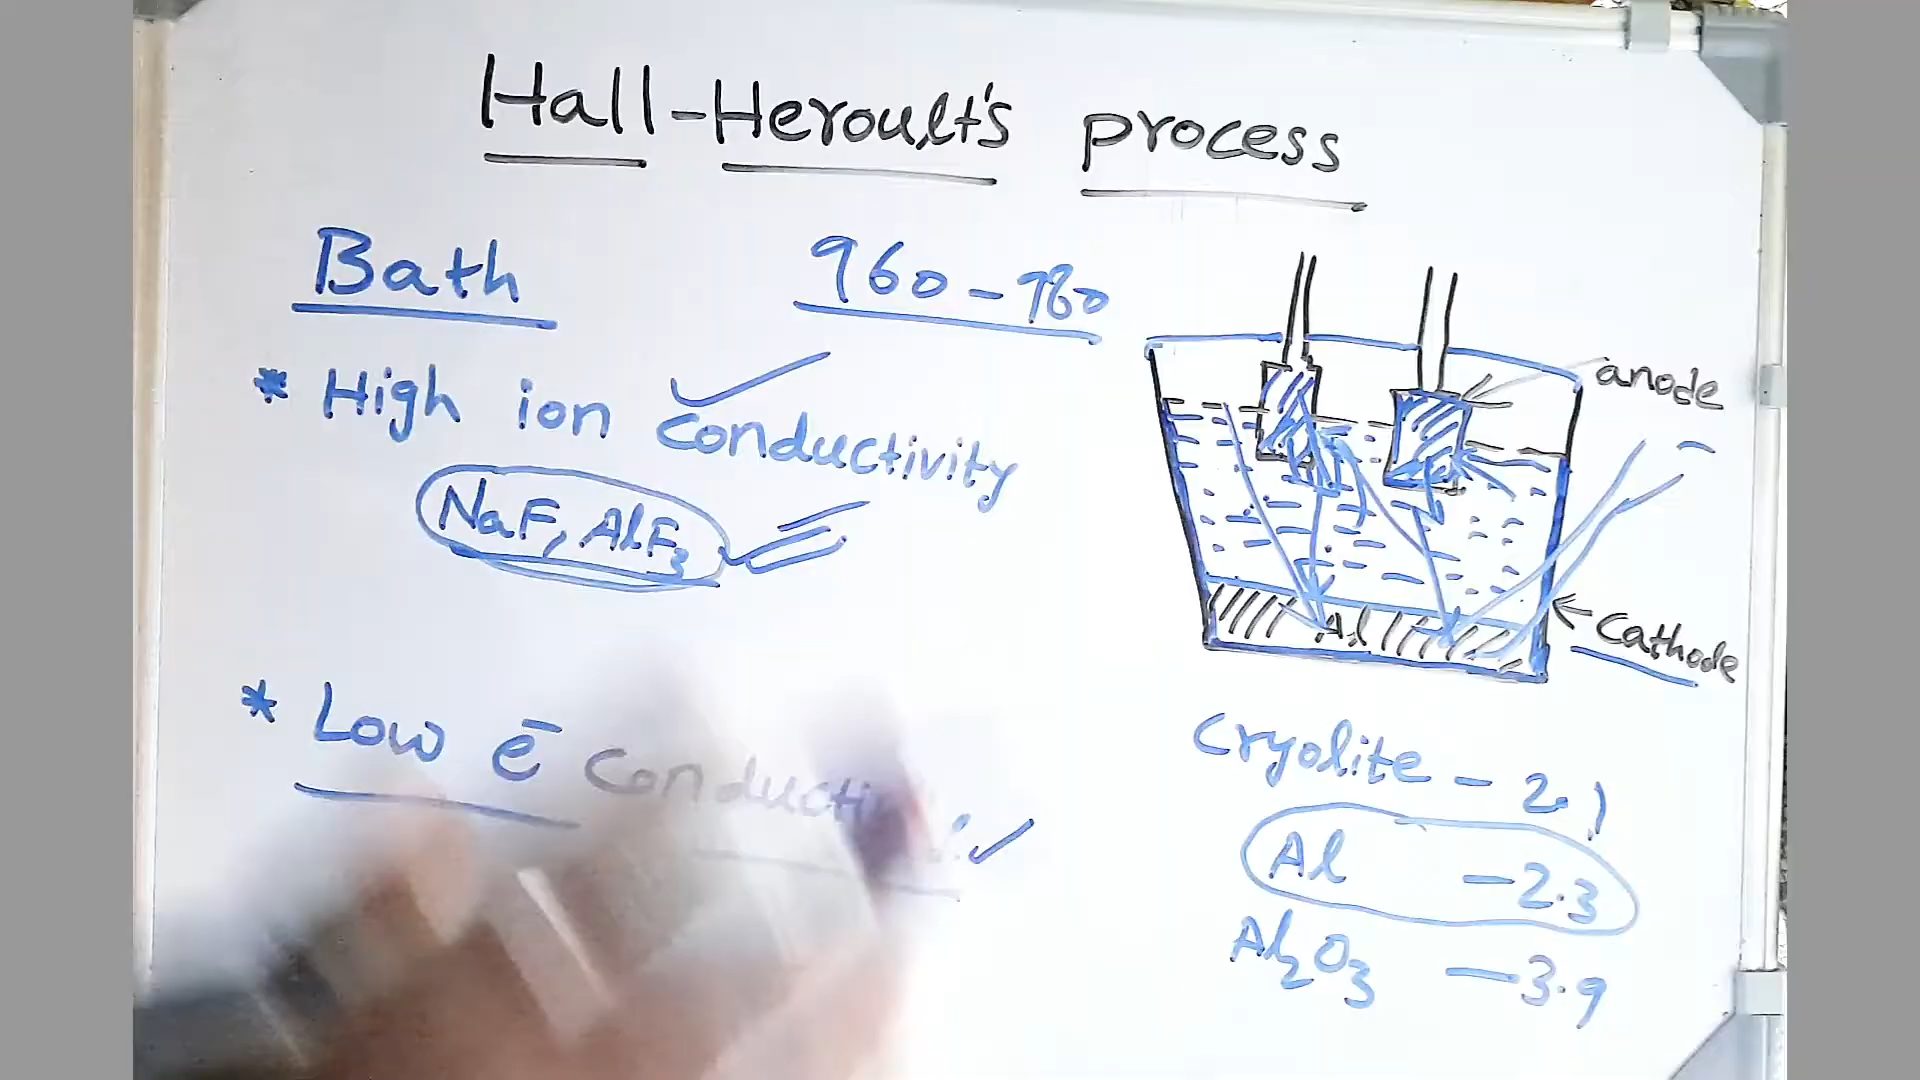 Hall-Heroult's process
Bath
960-980
* High ion conductivity
NaF, AlF₃
* Low e⁻
anode
Al
Cathode
Cryolite - 2.1
Al - 2.3
Al₂O₃ - 3.9